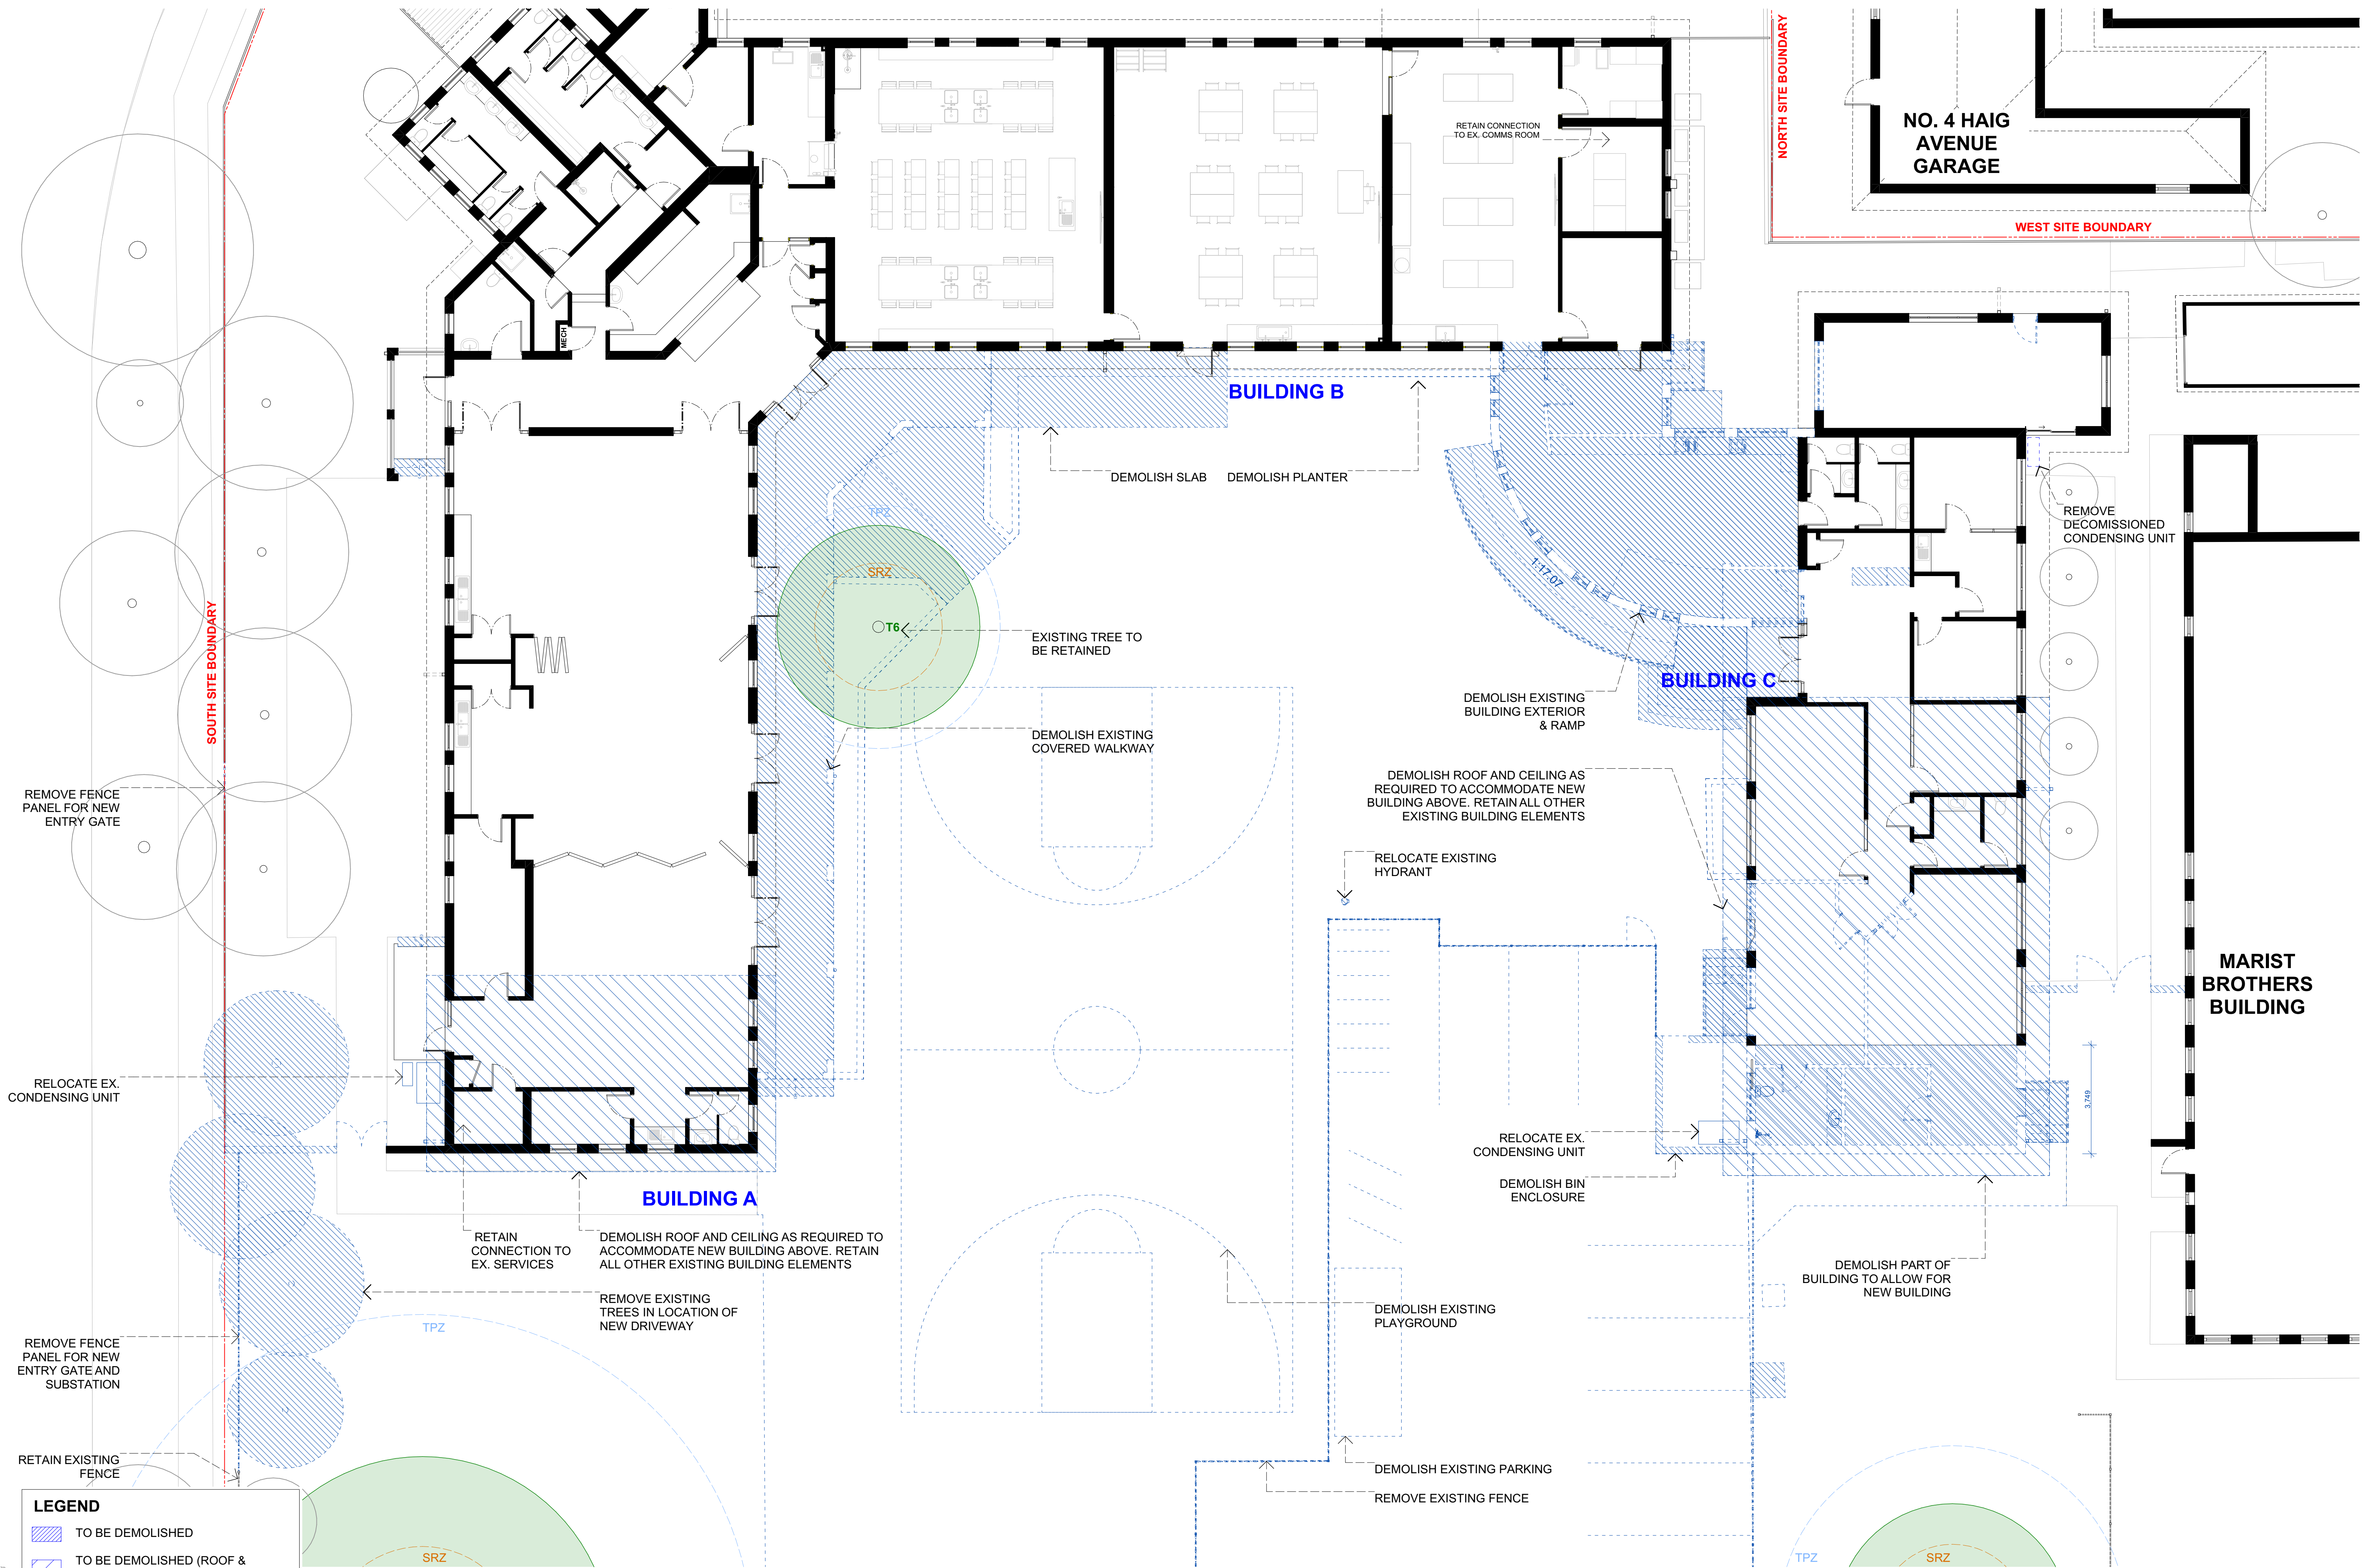 NORTH SITE BOUNDARY
NO. 4 HAIG
AVENUE
GARAGE
RETAIN CONNECTION
TO EX. COMMS ROOM
WEST SITE BOUNDARY
MECH
BUILDING B
DEMOLISH SLAB
DEMOLISH PLANTER
REMOVE
DECOMISSIONED
CONDENSING UNIT
TPZ
SRZ
T6
1:17.07
EXISTING TREE TO
BE RETAINED
SOUTH SITE BOUNDARY
BUILDING C
DEMOLISH EXISTING
BUILDING EXTERIOR
& RAMP
DEMOLISH EXISTING
COVERED WALKWAY
REMOVE FENCE
PANEL FOR NEW
ENTRY GATE
DEMOLISH ROOF AND CEILING AS
REQUIRED TO ACCOMMODATE NEW
BUILDING ABOVE. RETAIN ALL OTHER
EXISTING BUILDING ELEMENTS
RELOCATE EXISTING
HYDRANT
MARIST
BROTHERS
BUILDING
RELOCATE EX.
CONDENSING UNIT
3,749
RELOCATE EX.
CONDENSING UNIT
DEMOLISH BIN
ENCLOSURE
BUILDING A
RETAIN
CONNECTION TO
EX. SERVICES
DEMOLISH ROOF AND CEILING AS REQUIRED TO
ACCOMMODATE NEW BUILDING ABOVE. RETAIN
ALL OTHER EXISTING BUILDING ELEMENTS
DEMOLISH PART OF
BUILDING TO ALLOW FOR
NEW BUILDING
REMOVE EXISTING
TREES IN LOCATION OF
NEW DRIVEWAY
DEMOLISH EXISTING
PLAYGROUND
TPZ
REMOVE FENCE
PANEL FOR NEW
ENTRY GATE AND
SUBSTATION
RETAIN EXISTING
FENCE
DEMOLISH EXISTING PARKING
REMOVE EXISTING FENCE
LEGEND
TO BE DEMOLISHED
TO BE DEMOLISHED (ROOF &
SRZ
TPZ
SRZ